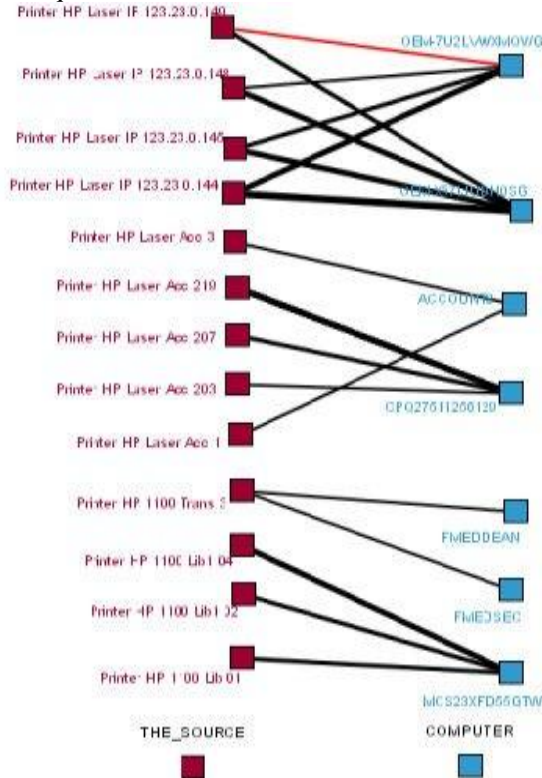 Printer HP Laser IP 123.23.0.149
Printer HP Laser IP 123.23.0.148
Printer HP Laser IP 123.23.0.145
Printer HP Laser IP 123.23.0.144
Printer HP Laser Acc 3
ACCOUNTS
Printer HP Laser Acc 219
Printer HP Laser Acc 207
Printer HP Laser Acc 203
CPQ27611266129
Printer HP Laser Acc 1
Printer HP 1100 Trans 3
FMEDDEAN
Printer HP 1100 Lib1 04
FMEDSEC
Printer HP 1100 Lib1 02
Printer HP 1100 Lib 01
MCS23XFD55GTW
THE_SOURCE
COMPUTER